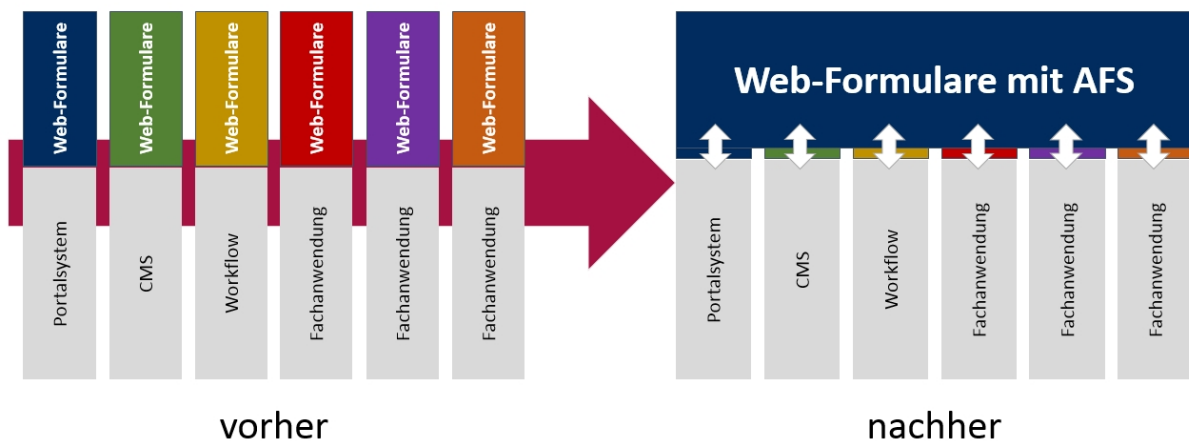 Web-Formulare
Web-Formulare
Web-Formulare
Web-Formulare
Web-Formulare
Web-Formulare
Portalsystem
CMS
Workflow
Fachanwendung
Fachanwendung
Fachanwendung
vorher
Web-Formulare mit AFS
Portalsystem
CMS
Workflow
Fachanwendung
Fachanwendung
Fachanwendung
nachher